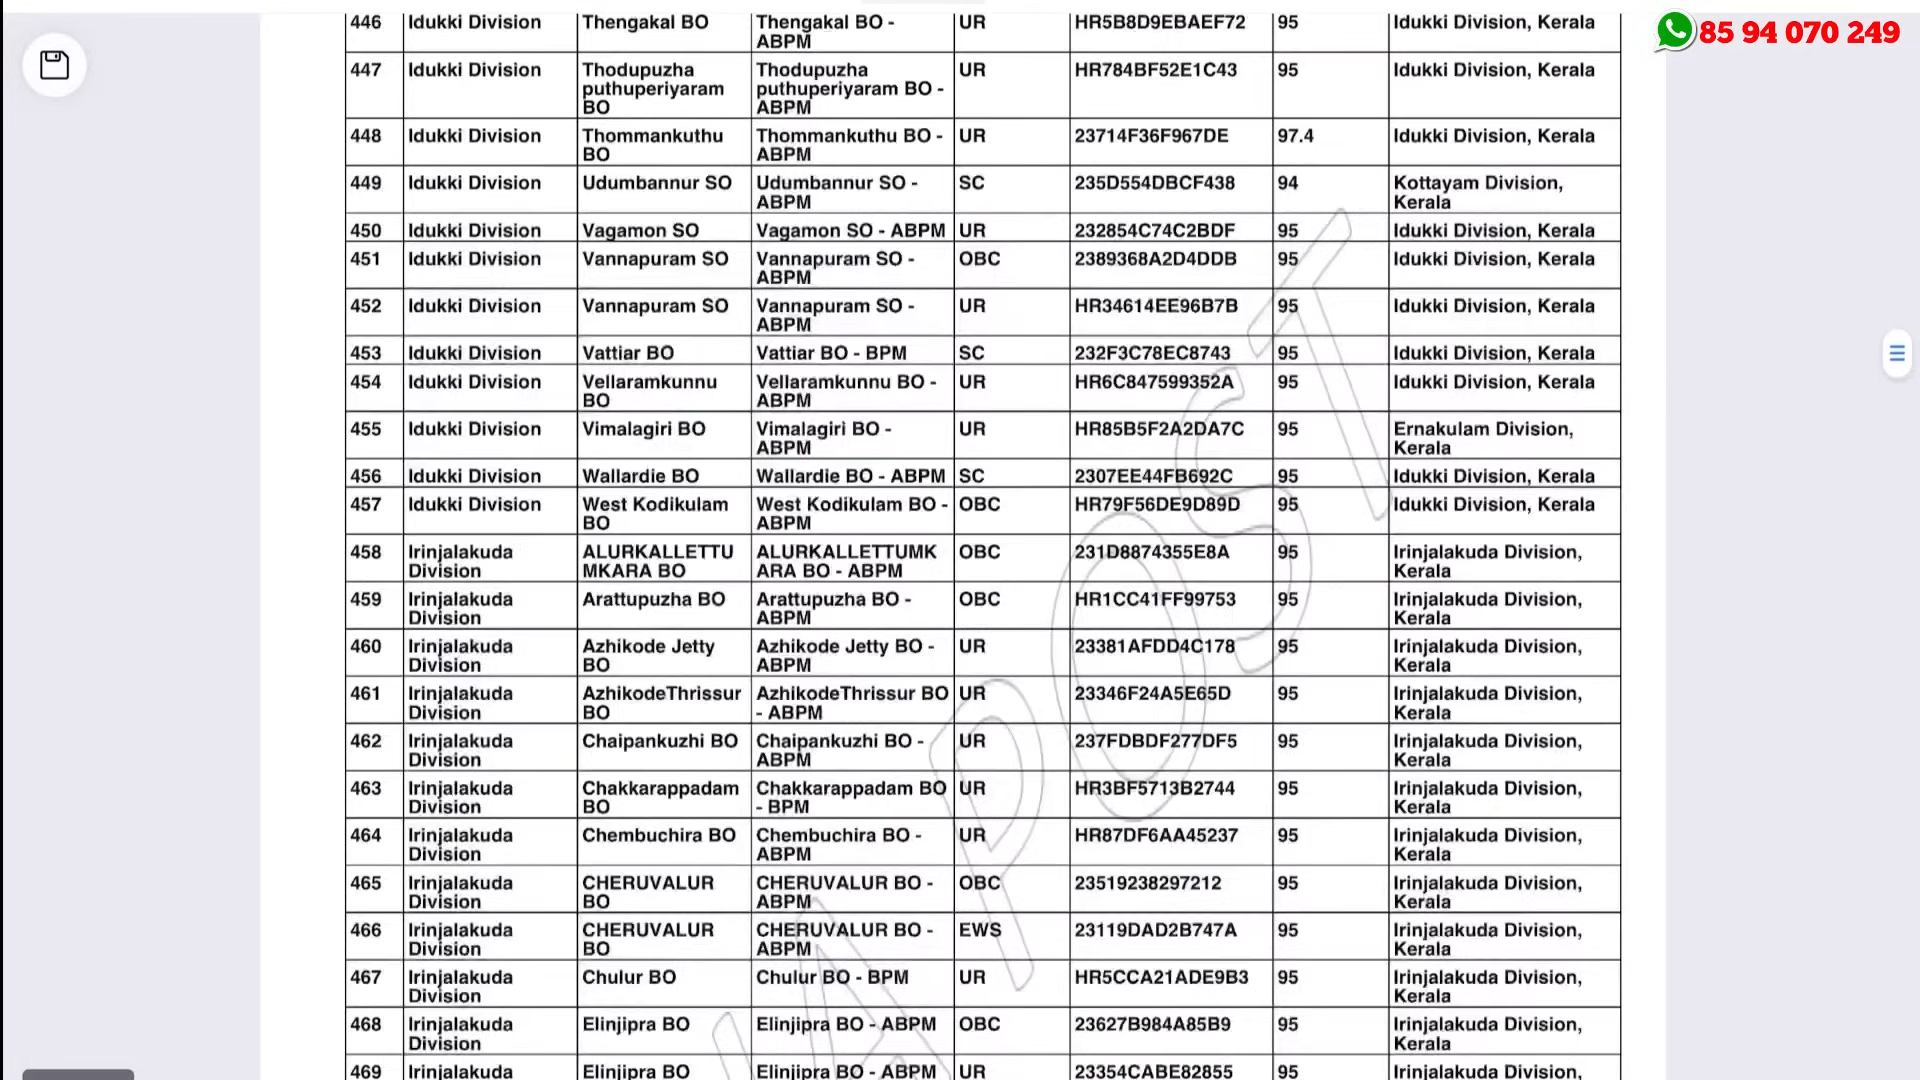 85 94 070 249
446 Idukki Division Thengakal BO Thengakal BO - ABPM UR HR5B8D9EBAEF72 95 Idukki Division, Kerala
447 Idukki Division Thodupuzha puthuperiyaram BO Thodupuzha puthuperiyaram BO - ABPM UR HR784BF52E1C43 95 Idukki Division, Kerala
448 Idukki Division Thommankuthu BO Thommankuthu BO - ABPM UR 23714F36F967DE 97.4 Idukki Division, Kerala
449 Idukki Division Udumbannur SO Udumbannur SO - ABPM SC 235D554DBCF438 94 Kottayam Division, Kerala
450 Idukki Division Vagamon SO Vagamon SO - ABPM UR 232854C74C2BDF 95 Idukki Division, Kerala
451 Idukki Division Vannapuram SO Vannapuram SO - ABPM OBC 2389368A2D4DDB 95 Idukki Division, Kerala
452 Idukki Division Vannapuram SO Vannapuram SO - ABPM UR HR34614EE96B7B 95 Idukki Division, Kerala
453 Idukki Division Vattiar BO Vattiar BO - BPM SC 232F3C78EC8743 95 Idukki Division, Kerala
454 Idukki Division Vellaramkunnu BO Vellaramkunnu BO - ABPM UR HR6C847599352A 95 Idukki Division, Kerala
455 Idukki Division Vimalagiri BO Vimalagiri BO - ABPM UR HR85B5F2A2DA7C 95 Ernakulam Division, Kerala
456 Idukki Division Wallardie BO Wallardie BO - ABPM SC 2307EE44FB692C 95 Idukki Division, Kerala
457 Idukki Division West Kodikulam BO West Kodikulam BO - ABPM OBC HR79F56DE9D89D 95 Idukki Division, Kerala
458 Irinjalakuda Division ALURKALLETTU MKARA BO ALURKALLETTUMK ARA BO - ABPM OBC 231D8874355E8A 95 Irinjalakuda Division, Kerala
459 Irinjalakuda Division Arattupuzha BO Arattupuzha BO - ABPM OBC HR1CC41FF99753 95 Irinjalakuda Division, Kerala
460 Irinjalakuda Division Azhikode Jetty BO Azhikode Jetty BO - ABPM UR 23381AFDD4C178 95 Irinjalakuda Division, Kerala
461 Irinjalakuda Division AzhikodeThrissur BO AzhikodeThrissur BO - ABPM UR 23346F24A5E65D 95 Irinjalakuda Division, Kerala
462 Irinjalakuda Division Chaipankuzhi BO Chaipankuzhi BO - ABPM UR 237FDBDF277DF5 95 Irinjalakuda Division, Kerala
463 Irinjalakuda Division Chakkarappadam BO Chakkarappadam BO - BPM UR HR3BF5713B2744 95 Irinjalakuda Division, Kerala
464 Irinjalakuda Division Chembuchira BO Chembuchira BO - ABPM UR HR87DF6AA45237 95 Irinjalakuda Division, Kerala
465 Irinjalakuda Division CHERUVALUR BO CHERUVALUR BO - ABPM OBC 23519238297212 95 Irinjalakuda Division, Kerala
466 Irinjalakuda Division CHERUVALUR BO CHERUVALUR BO - ABPM EWS 23119DAD2B747A 95 Irinjalakuda Division, Kerala
467 Irinjalakuda Division Chulur BO Chulur BO - BPM UR HR5CCA21ADE9B3 95 Irinjalakuda Division, Kerala
468 Irinjalakuda Division Elinjipra BO Elinjipra BO - ABPM OBC 23627B984A85B9 95 Irinjalakuda Division, Kerala
469 Irinjalakuda Elinjipra BO Elinjipra BO - ABPM UR 23354CABE82855 95 Irinjalakuda Division,
A POST